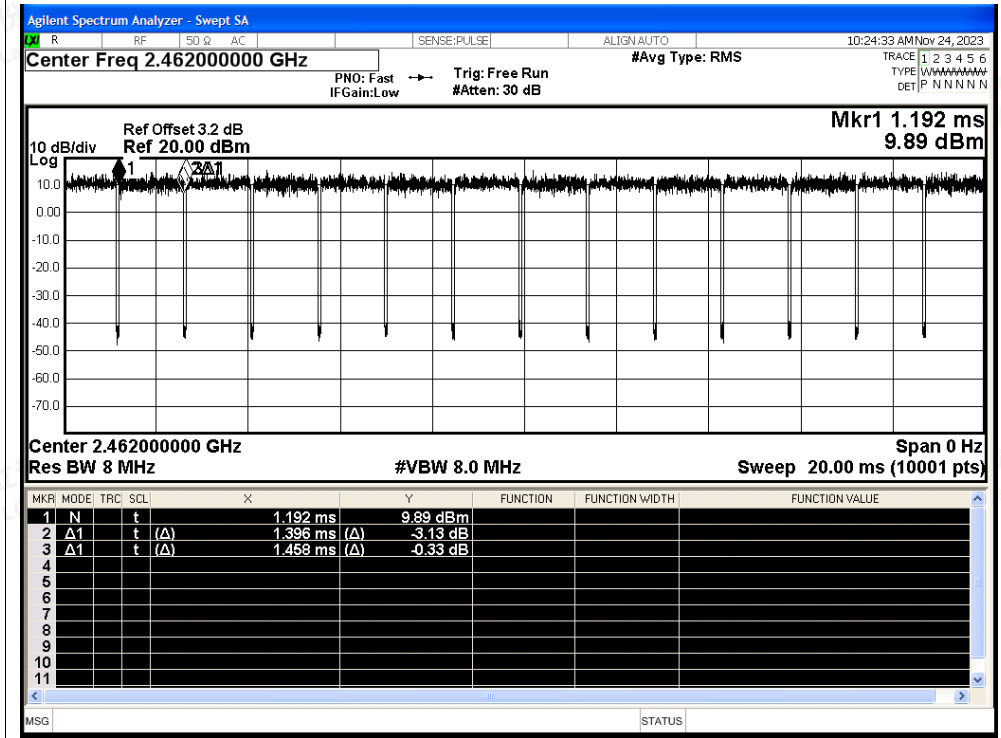 Agilent Spectrum Analyzer - Swept SA
LXI R RF 50 Ω AC SENSE:PULSE ALIGN AUTO 10:24:33 AM Nov 24, 2023
Center Freq 2.462000000 GHz #Avg Type: RMS TRACE 1 2 3 4 5 6
PNO: Fast Trig: Free Run TYPE WWWWWW
IFGain:Low #Atten: 30 dB DET P N N N N N
Mkr1 1.192 ms
Ref Offset 3.2 dB
10 dB/div Ref 20.00 dBm 9.89 dBm
Log
1 3Δ1
10.0
0.00
-10.0
-20.0
-30.0
-40.0
-50.0
-60.0
-70.0
Center 2.462000000 GHz Span 0 Hz
Res BW 8 MHz #VBW 8.0 MHz Sweep 20.00 ms (10001 pts)
MKR MODE TRC SCL X Y FUNCTION FUNCTION WIDTH FUNCTION VALUE
1 N t 1.192 ms 9.89 dBm
2 Δ1 t (Δ) 1.396 ms (Δ) -3.13 dB
3 Δ1 t (Δ) 1.458 ms (Δ) -0.33 dB
4
5
6
7
8
9
10
11
MSG STATUS